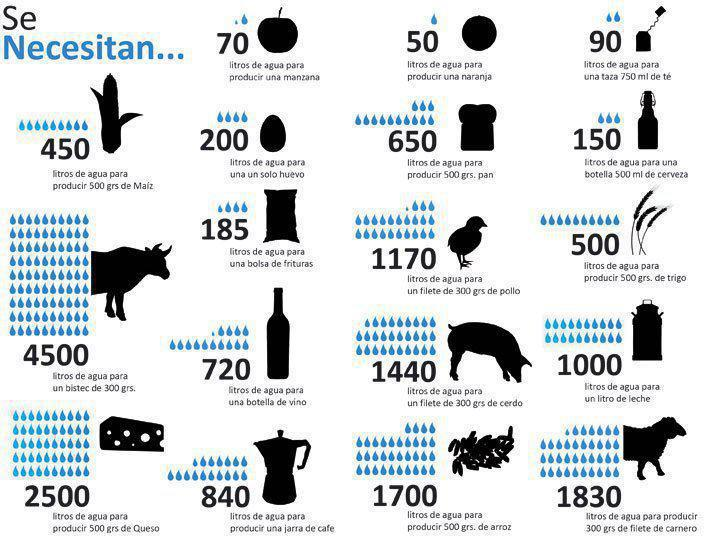 Se
Necesitan...
70
litros de agua para
producir una manzana
50
litros de agua para
producir una naranja
90
litros de agua para
una taza 750 ml de té
450
litros de agua para
producir 500 grs de Maíz
200
litros de agua para
una un solo huevo
650
litros de agua para
producir 500 grs. pan
150
litros de agua para una
botella 500 ml de cerveza
185
litros de agua para
una bolsa de frituras
1170
litros de agua para
un filete de 300 grs de pollo
500
litros de agua para
producir 500 grs. de trigo
4500
litros de agua para
un bistec de 300 grs.
720
litros de agua para
una botella de vino
1440
litros de agua para
un filete de 300 grs de cerdo
1000
litros de agua para
un litro de leche
2500
litros de agua para
producir 500 grs de Queso
840
litros de agua para
producir una jarra de cafe
1700
litros de agua para
producir 500 grs. de arroz
1830
litros de agua para producir
300 grs de filete de carnero